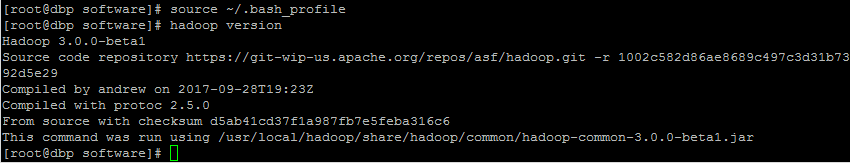 [root@dbp software]# source ~/.bash_profile
[root@dbp software]# hadoop version
Hadoop 3.0.0-beta1
Source code repository https://git-wip-us.apache.org/repos/asf/hadoop.git -r 1002c582d86ae8689c497c3d31b73
92d5e29
Compiled by andrew on 2017-09-28T19:23Z
Compiled with protoc 2.5.0
From source with checksum d5ab41cd37f1a987fb7e5feba316c6
This command was run using /usr/local/hadoop/share/hadoop/common/hadoop-common-3.0.0-beta1.jar
[root@dbp software]#